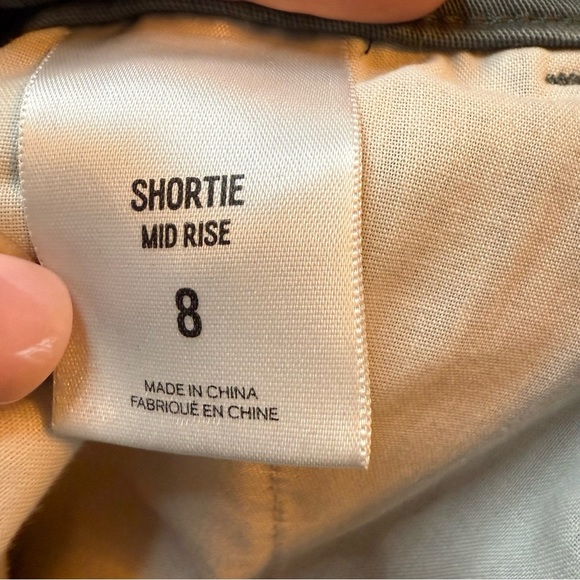 SHORTIE
MID RISE
8
MADE IN CHINA
FABRIQUÉ EN CHINE